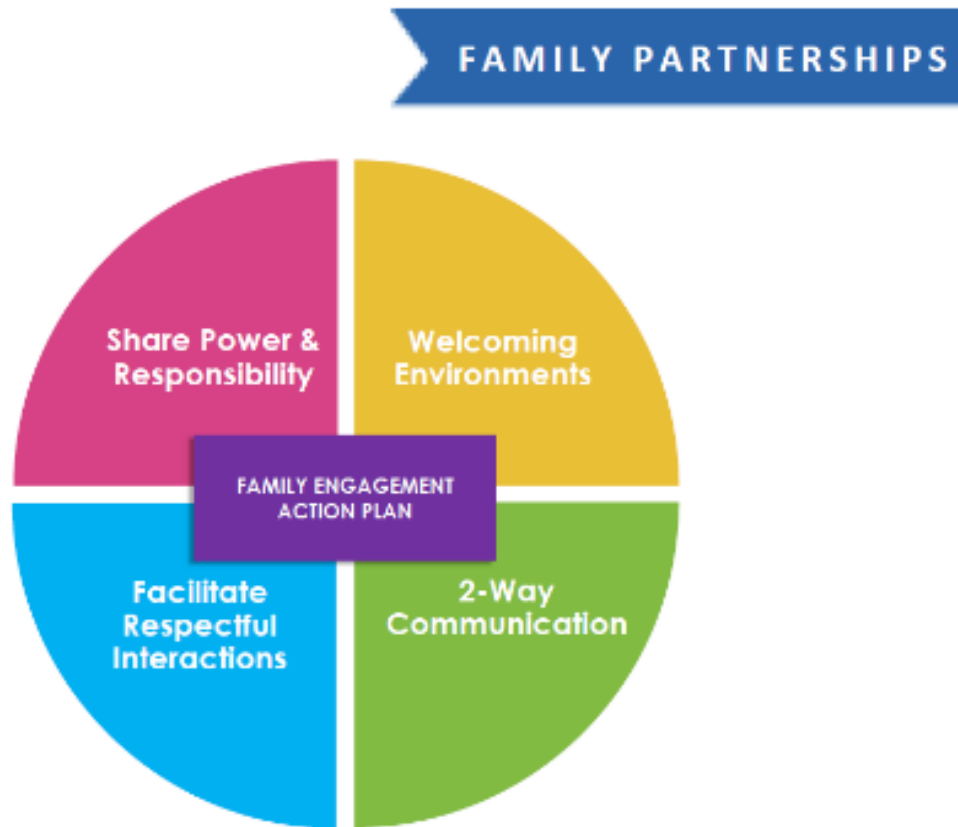 FAMILY PARTNERSHIPS
Share Power &
Responsibility
Welcoming
Environments
FAMILY ENGAGEMENT
ACTION PLAN
Facilitate
Respectful
Interactions
2-Way
Communication